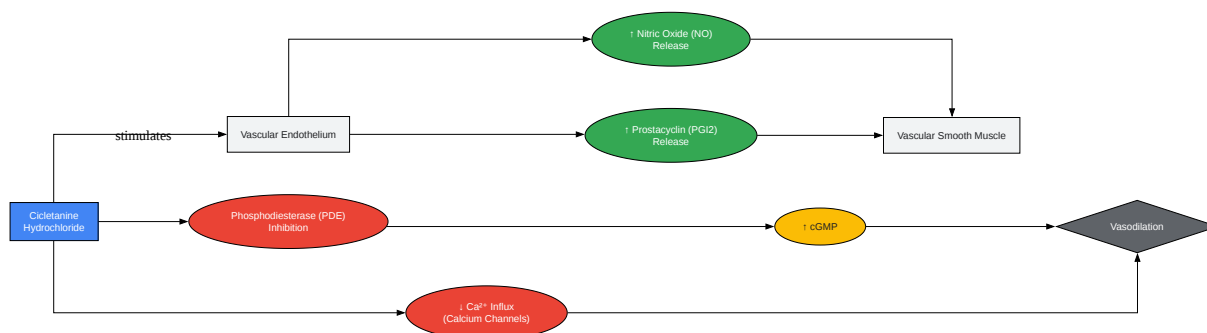 ↑ Nitric Oxide (NO)
Release
stimulates
Vascular Endothelium
↑ Prostacyclin (PGI2)
Release
Vascular Smooth Muscle
Cicletanine
Hydrochloride
Phosphodiesterase (PDE)
Inhibition
↑ cGMP
Vasodilation
↓ Ca²⁺ Influx
(Calcium Channels)